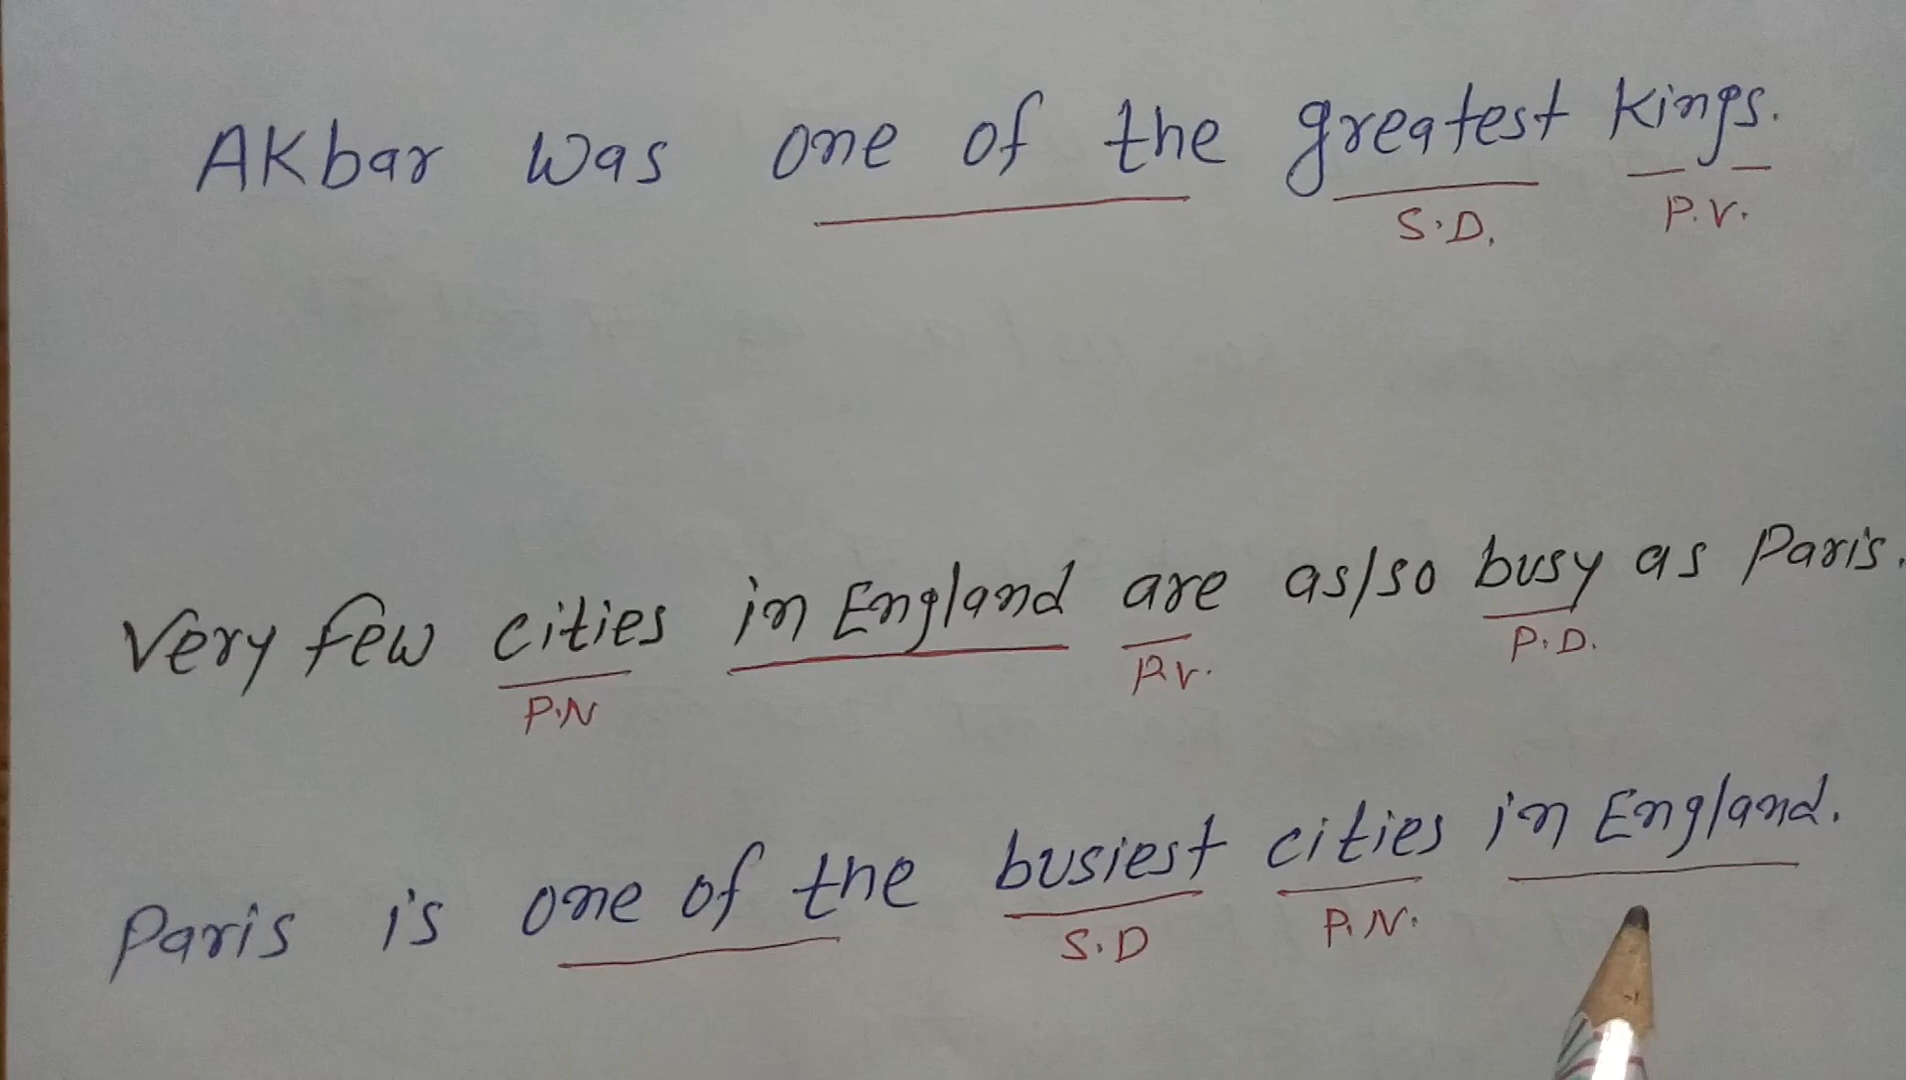 Akbar was one of the greatest kings.
S.D. P.V.
Very few cities in England are as/so busy as Paris.
P.N P.V. P.D.
Paris is one of the busiest cities in England.
S.D P.N.